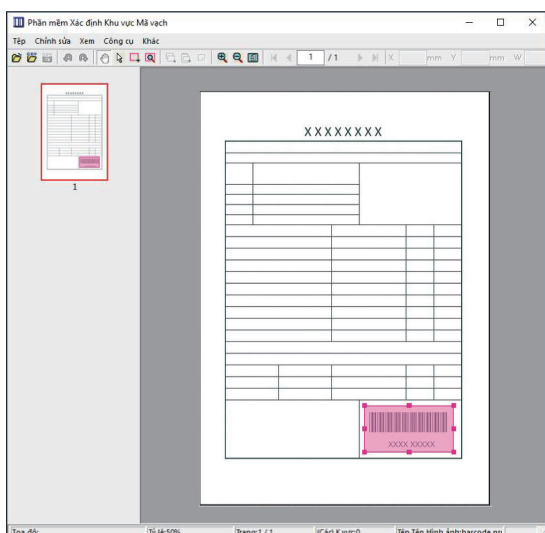 Phần mềm Xác định Khu vực Mã vạch
Tệp Chỉnh sửa Xem Công cụ Khác
1 / 1 X mm Y mm W
XXXXXXXX
1
XXXX XXXXX
Tọa độ: Tỷ lệ:50% Trang:1 / 1 Tên Tên Hình ảnh:barcode.pn